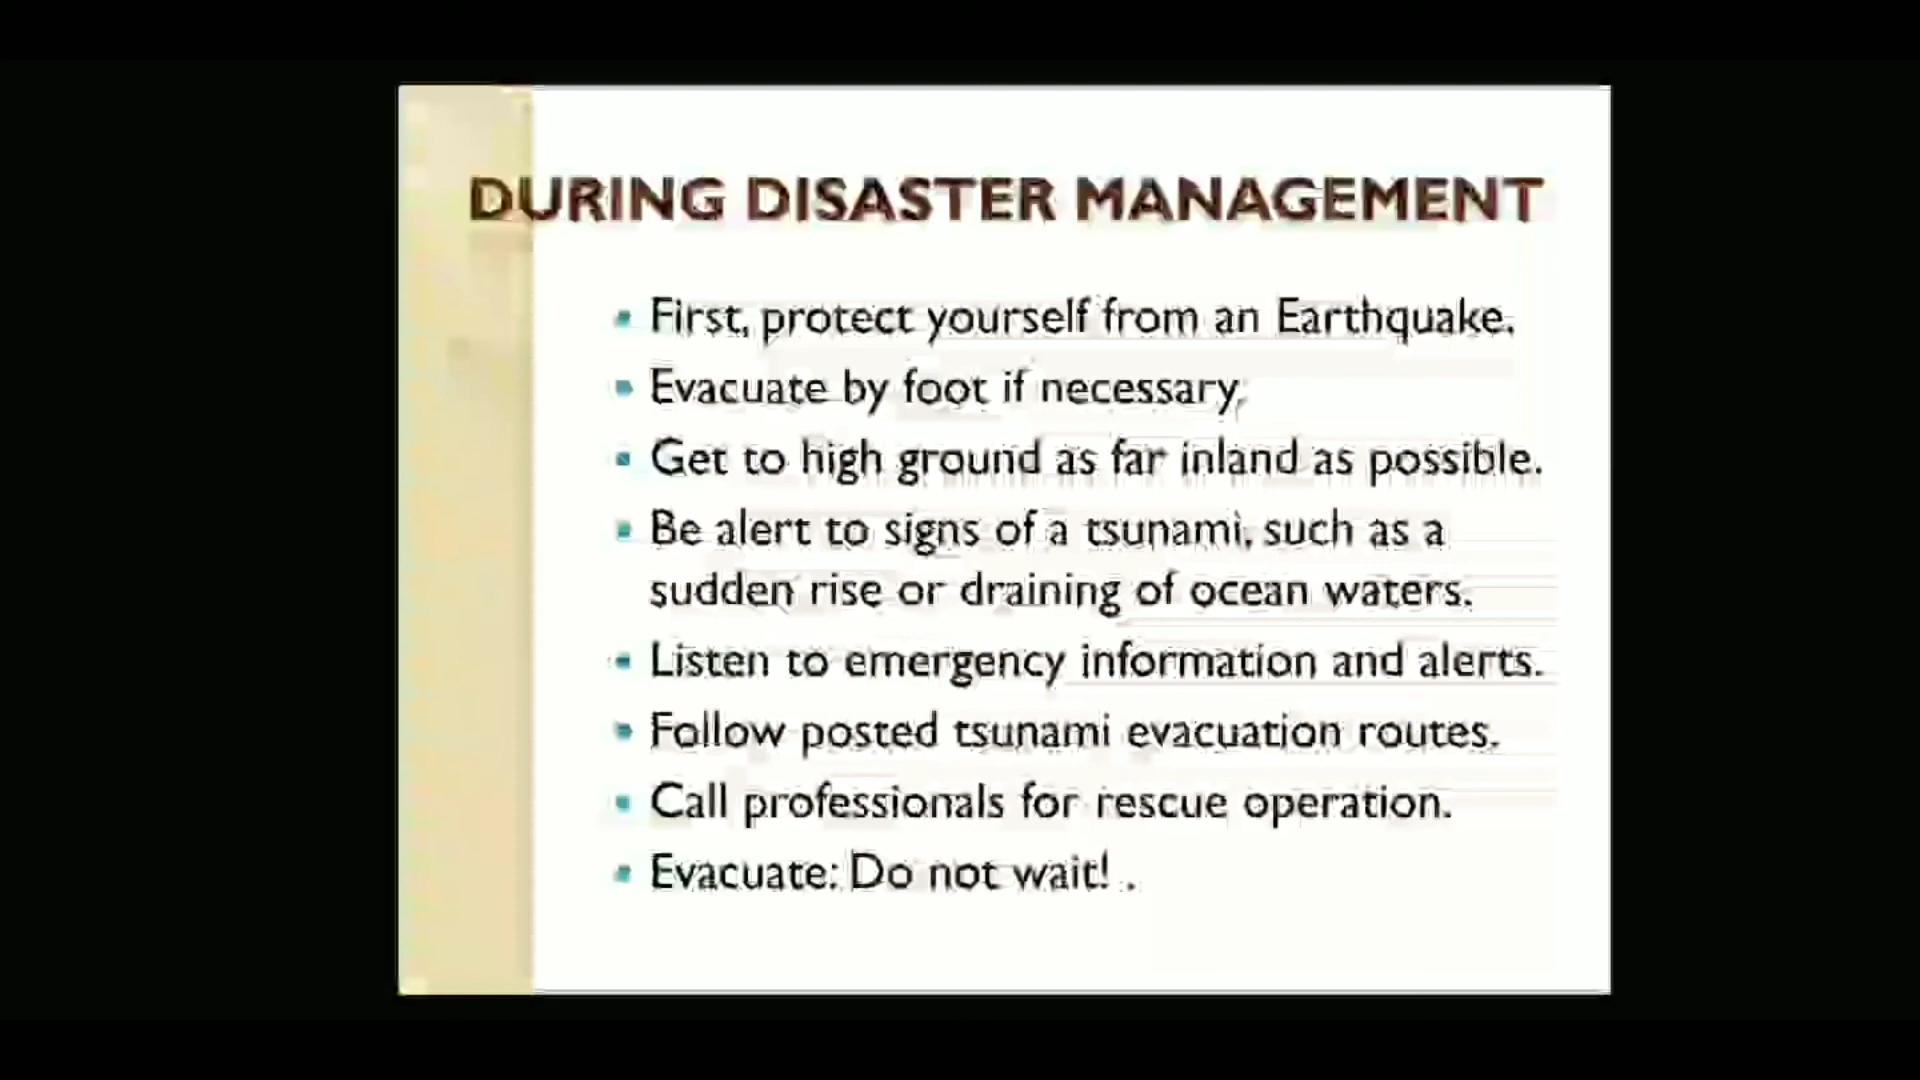 DURING DISASTER MANAGEMENT
First, protect yourself from an Earthquake.
Evacuate by foot if necessary,
Get to high ground as far inland as possible.
Be alert to signs of a tsunami, such as a
sudden rise or draining of ocean waters.
Listen to emergency information and alerts.
Follow posted tsunami evacuation routes.
Call professionals for rescue operation.
Evacuate: Do not wait! .